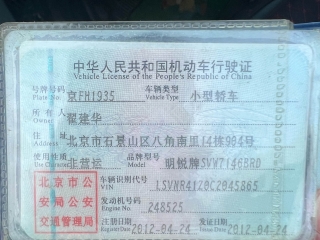 中华人民共和国机动车行驶证
Vehicle License of the People's Republic of China
号牌号码 京FH1935 车辆类型 小型轿车
Plate No. Vehicle Type
所有人 翟建华
Owner
住址 北京市石景山区八角南里14栋904号
使用性质 非营运 品牌型号 明锐牌SVW7146BRD
Use Character Model
北京市公 车辆识别代号 LSVNR4120C2045865
VIN
安局公安 发动机号码 248525
Engine No.
交通管理局 注册日期 2012-04-24 发证日期 2012-04-24